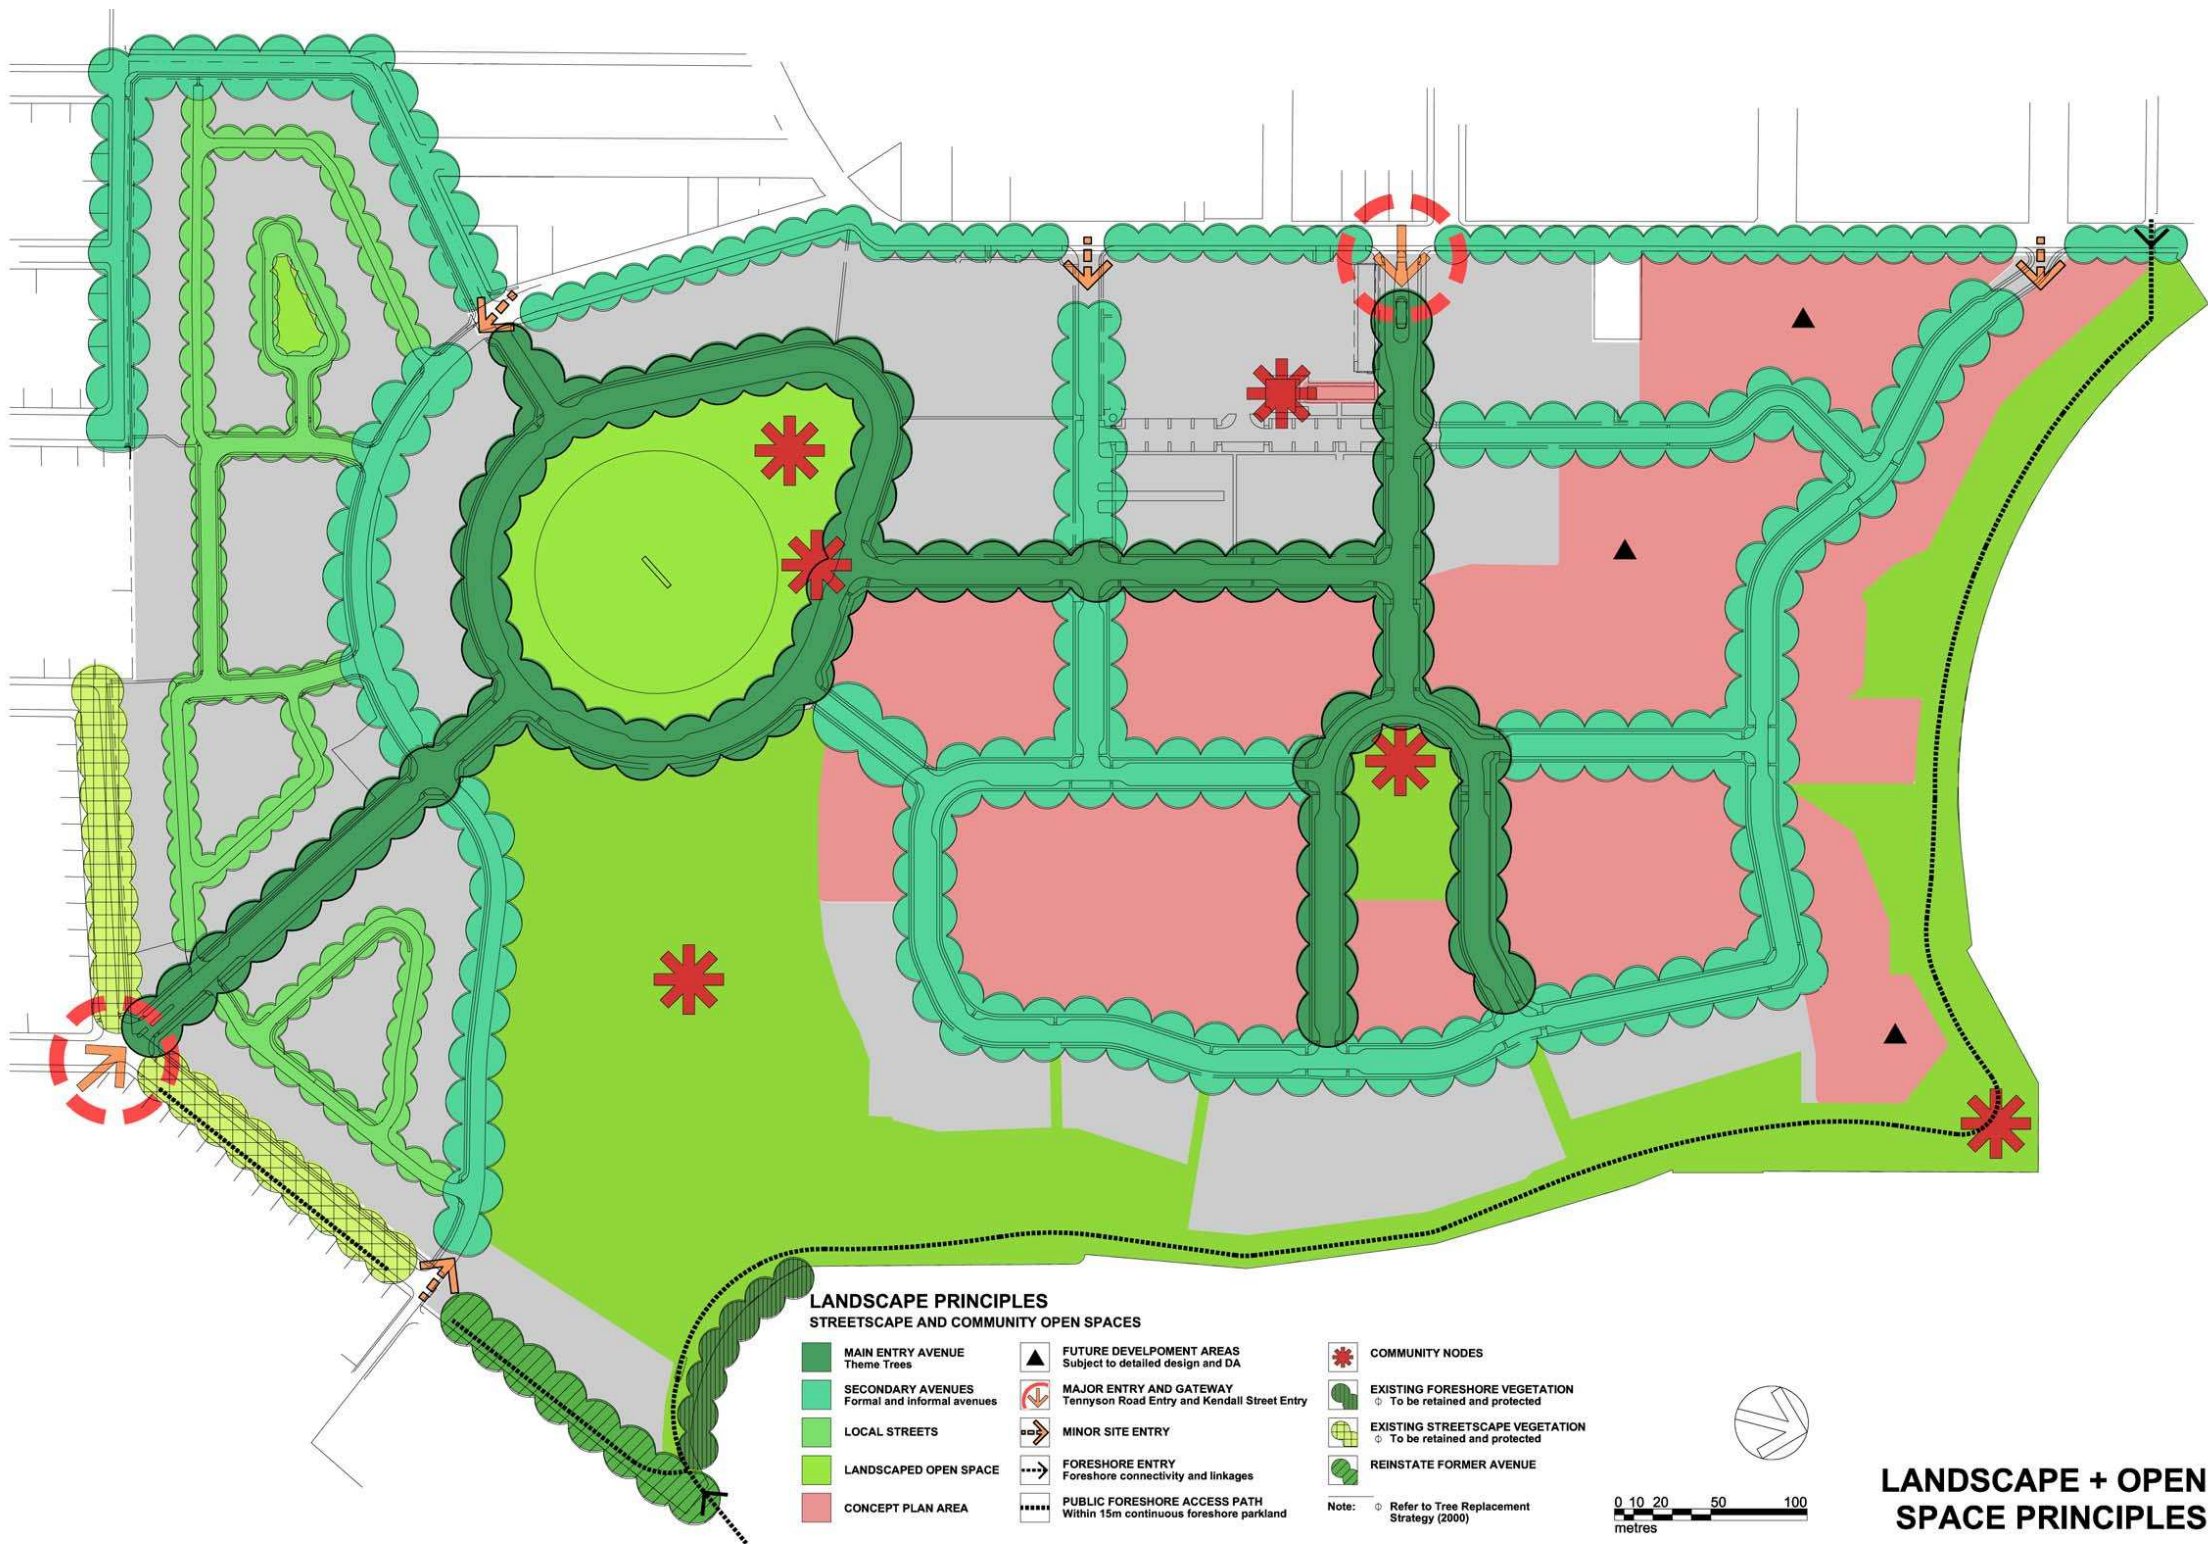 LANDSCAPE PRINCIPLES
STREETSCAPE AND COMMUNITY OPEN SPACES
MAIN ENTRY AVENUE
Theme Trees
SECONDARY AVENUES
Formal and informal avenues
LOCAL STREETS
LANDSCAPED OPEN SPACE
CONCEPT PLAN AREA
FUTURE DEVELPOMENT AREAS
Subject to detailed design and DA
MAJOR ENTRY AND GATEWAY
Tennyson Road Entry and Kendall Street Entry
MINOR SITE ENTRY
FORESHORE ENTRY
Foreshore connectivity and linkages
PUBLIC FORESHORE ACCESS PATH
Within 15m continuous foreshore parkland
COMMUNITY NODES
EXISTING FORESHORE VEGETATION
Φ To be retained and protected
EXISTING STREETSCAPE VEGETATION
Φ To be retained and protected
REINSTATE FORMER AVENUE
Note: Φ Refer to Tree Replacement
Strategy (2000)
0 10 20 50 100
metres
LANDSCAPE + OPEN
SPACE PRINCIPLES